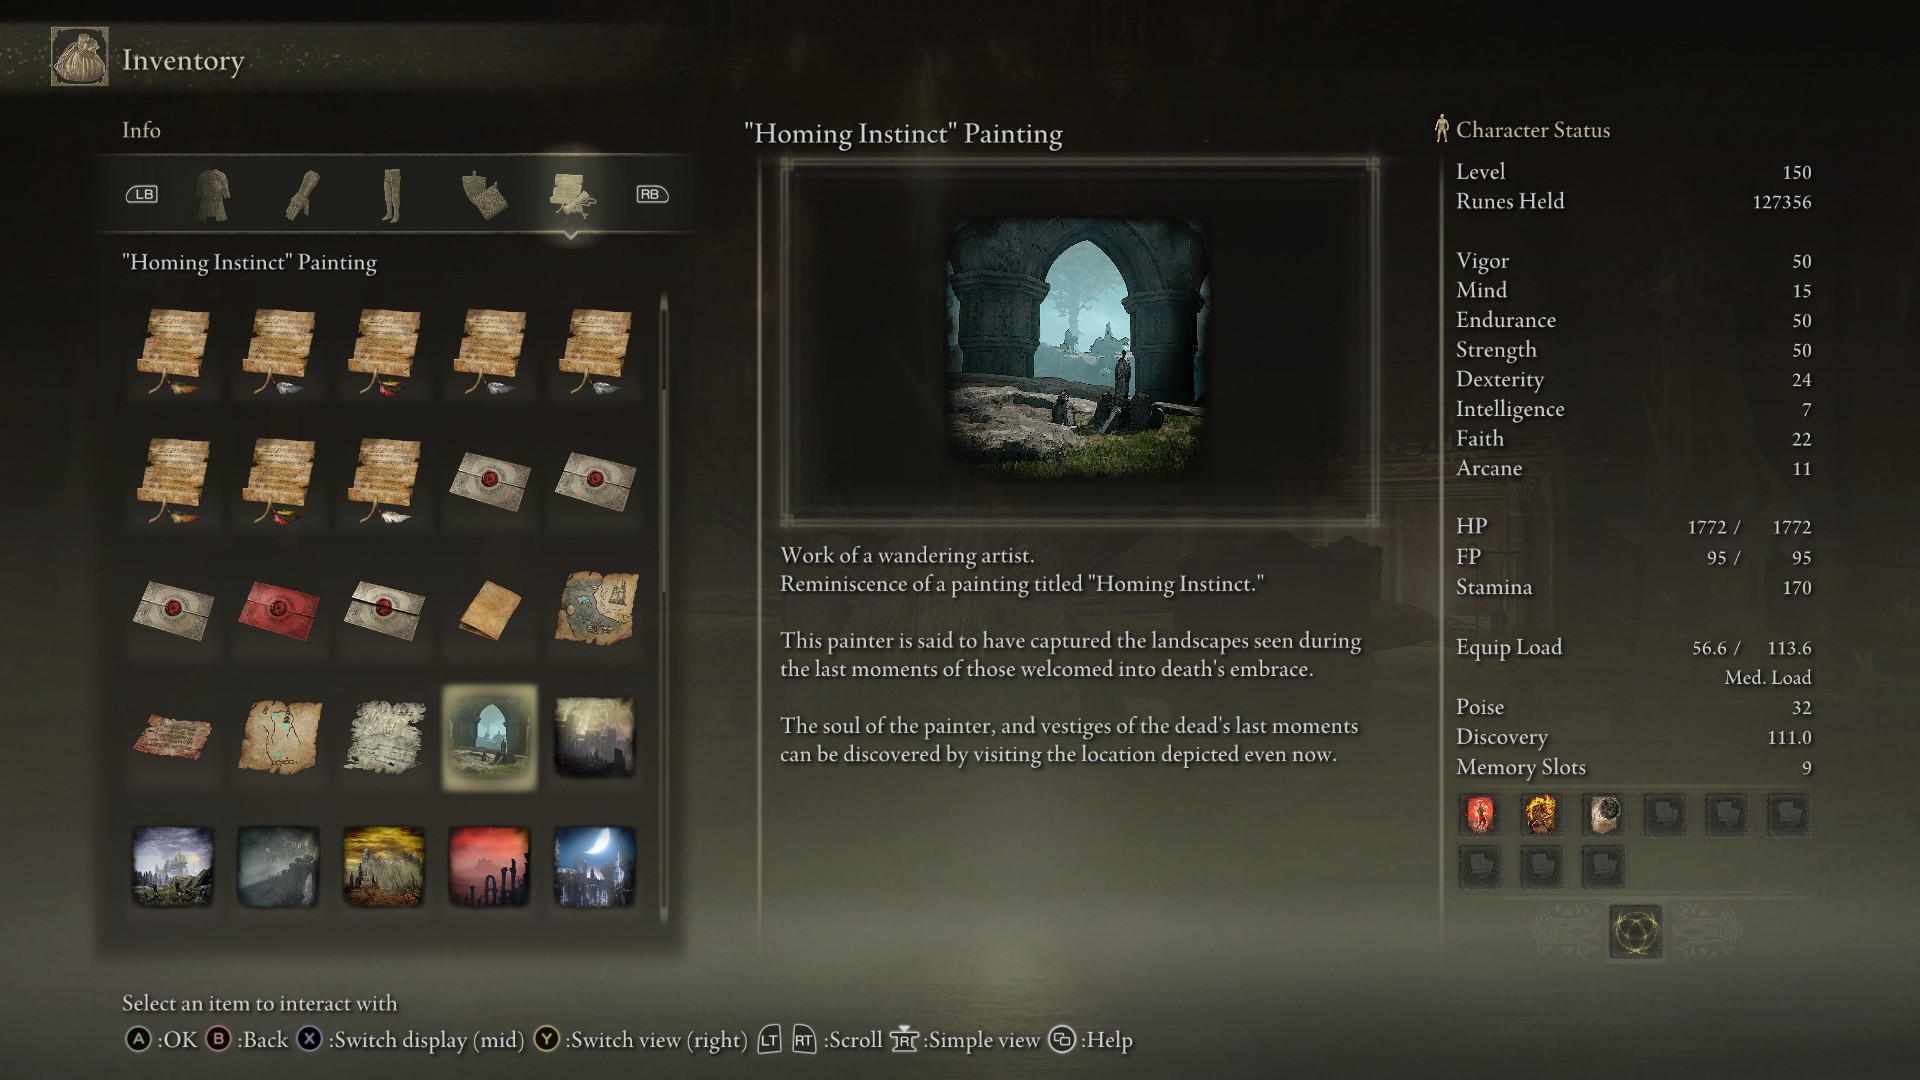 Inventory
Info
LB
RB
"Homing Instinct" Painting
"Homing Instinct" Painting
Work of a wandering artist.
Reminiscence of a painting titled "Homing Instinct."
This painter is said to have captured the landscapes seen during
the last moments of those welcomed into death's embrace.
The soul of the painter, and vestiges of the dead's last moments
can be discovered by visiting the location depicted even now.
Character Status
Level 150
Runes Held 127356
Vigor 50
Mind 15
Endurance 50
Strength 50
Dexterity 24
Intelligence 7
Faith 22
Arcane 11
HP 1772 / 1772
FP 95 / 95
Stamina 170
Equip Load 56.6 / 113.6
Med. Load
Poise 32
Discovery 111.0
Memory Slots 9
Select an item to interact with
A :OK B :Back X :Switch display (mid) Y :Switch view (right) LT RT :Scroll R :Simple view :Help